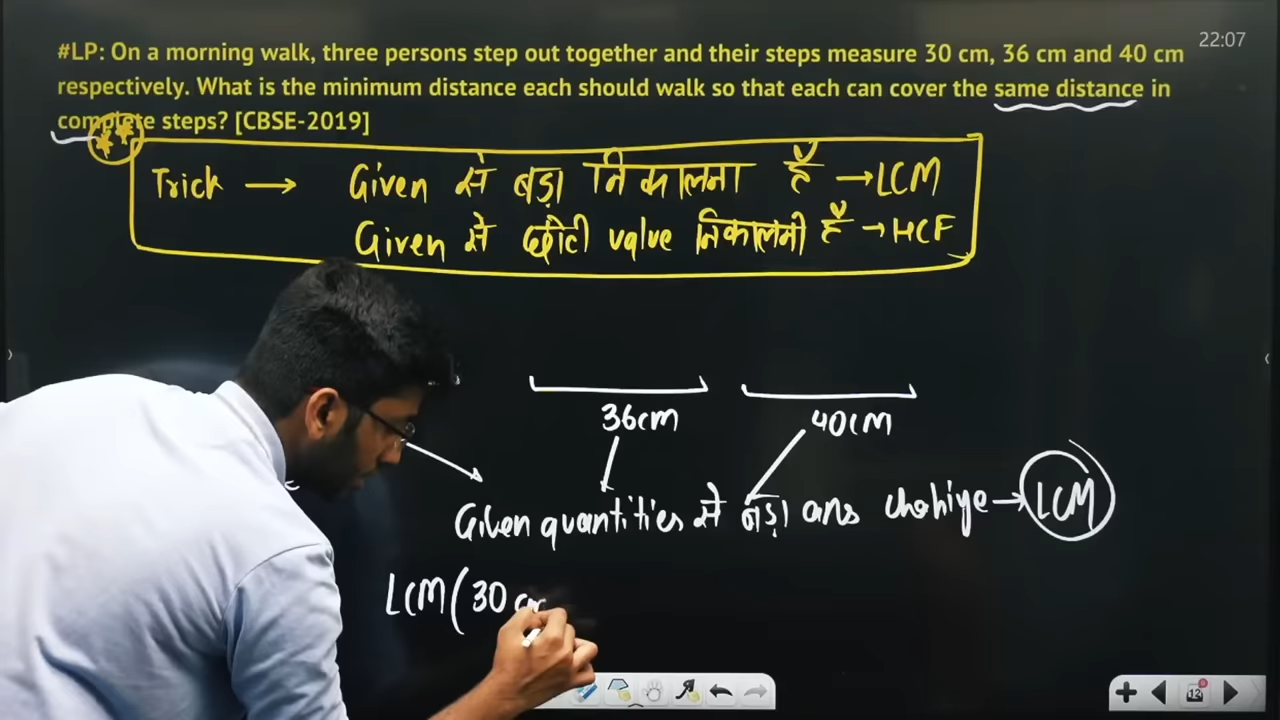 22:07
#LP: On a morning walk, three persons step out together and their steps measure 30 cm, 36 cm and 40 cm
respectively. What is the minimum distance each should walk so that each can cover the same distance in
complete steps? [CBSE-2019]
Trick → Given से बड़ा निकालना है → LCM
Given से छोटी value निकालनी है → HCF
36cm 40cm
Given quantities से बड़ा ans chahiye → LCM
LCM (30 cm
12